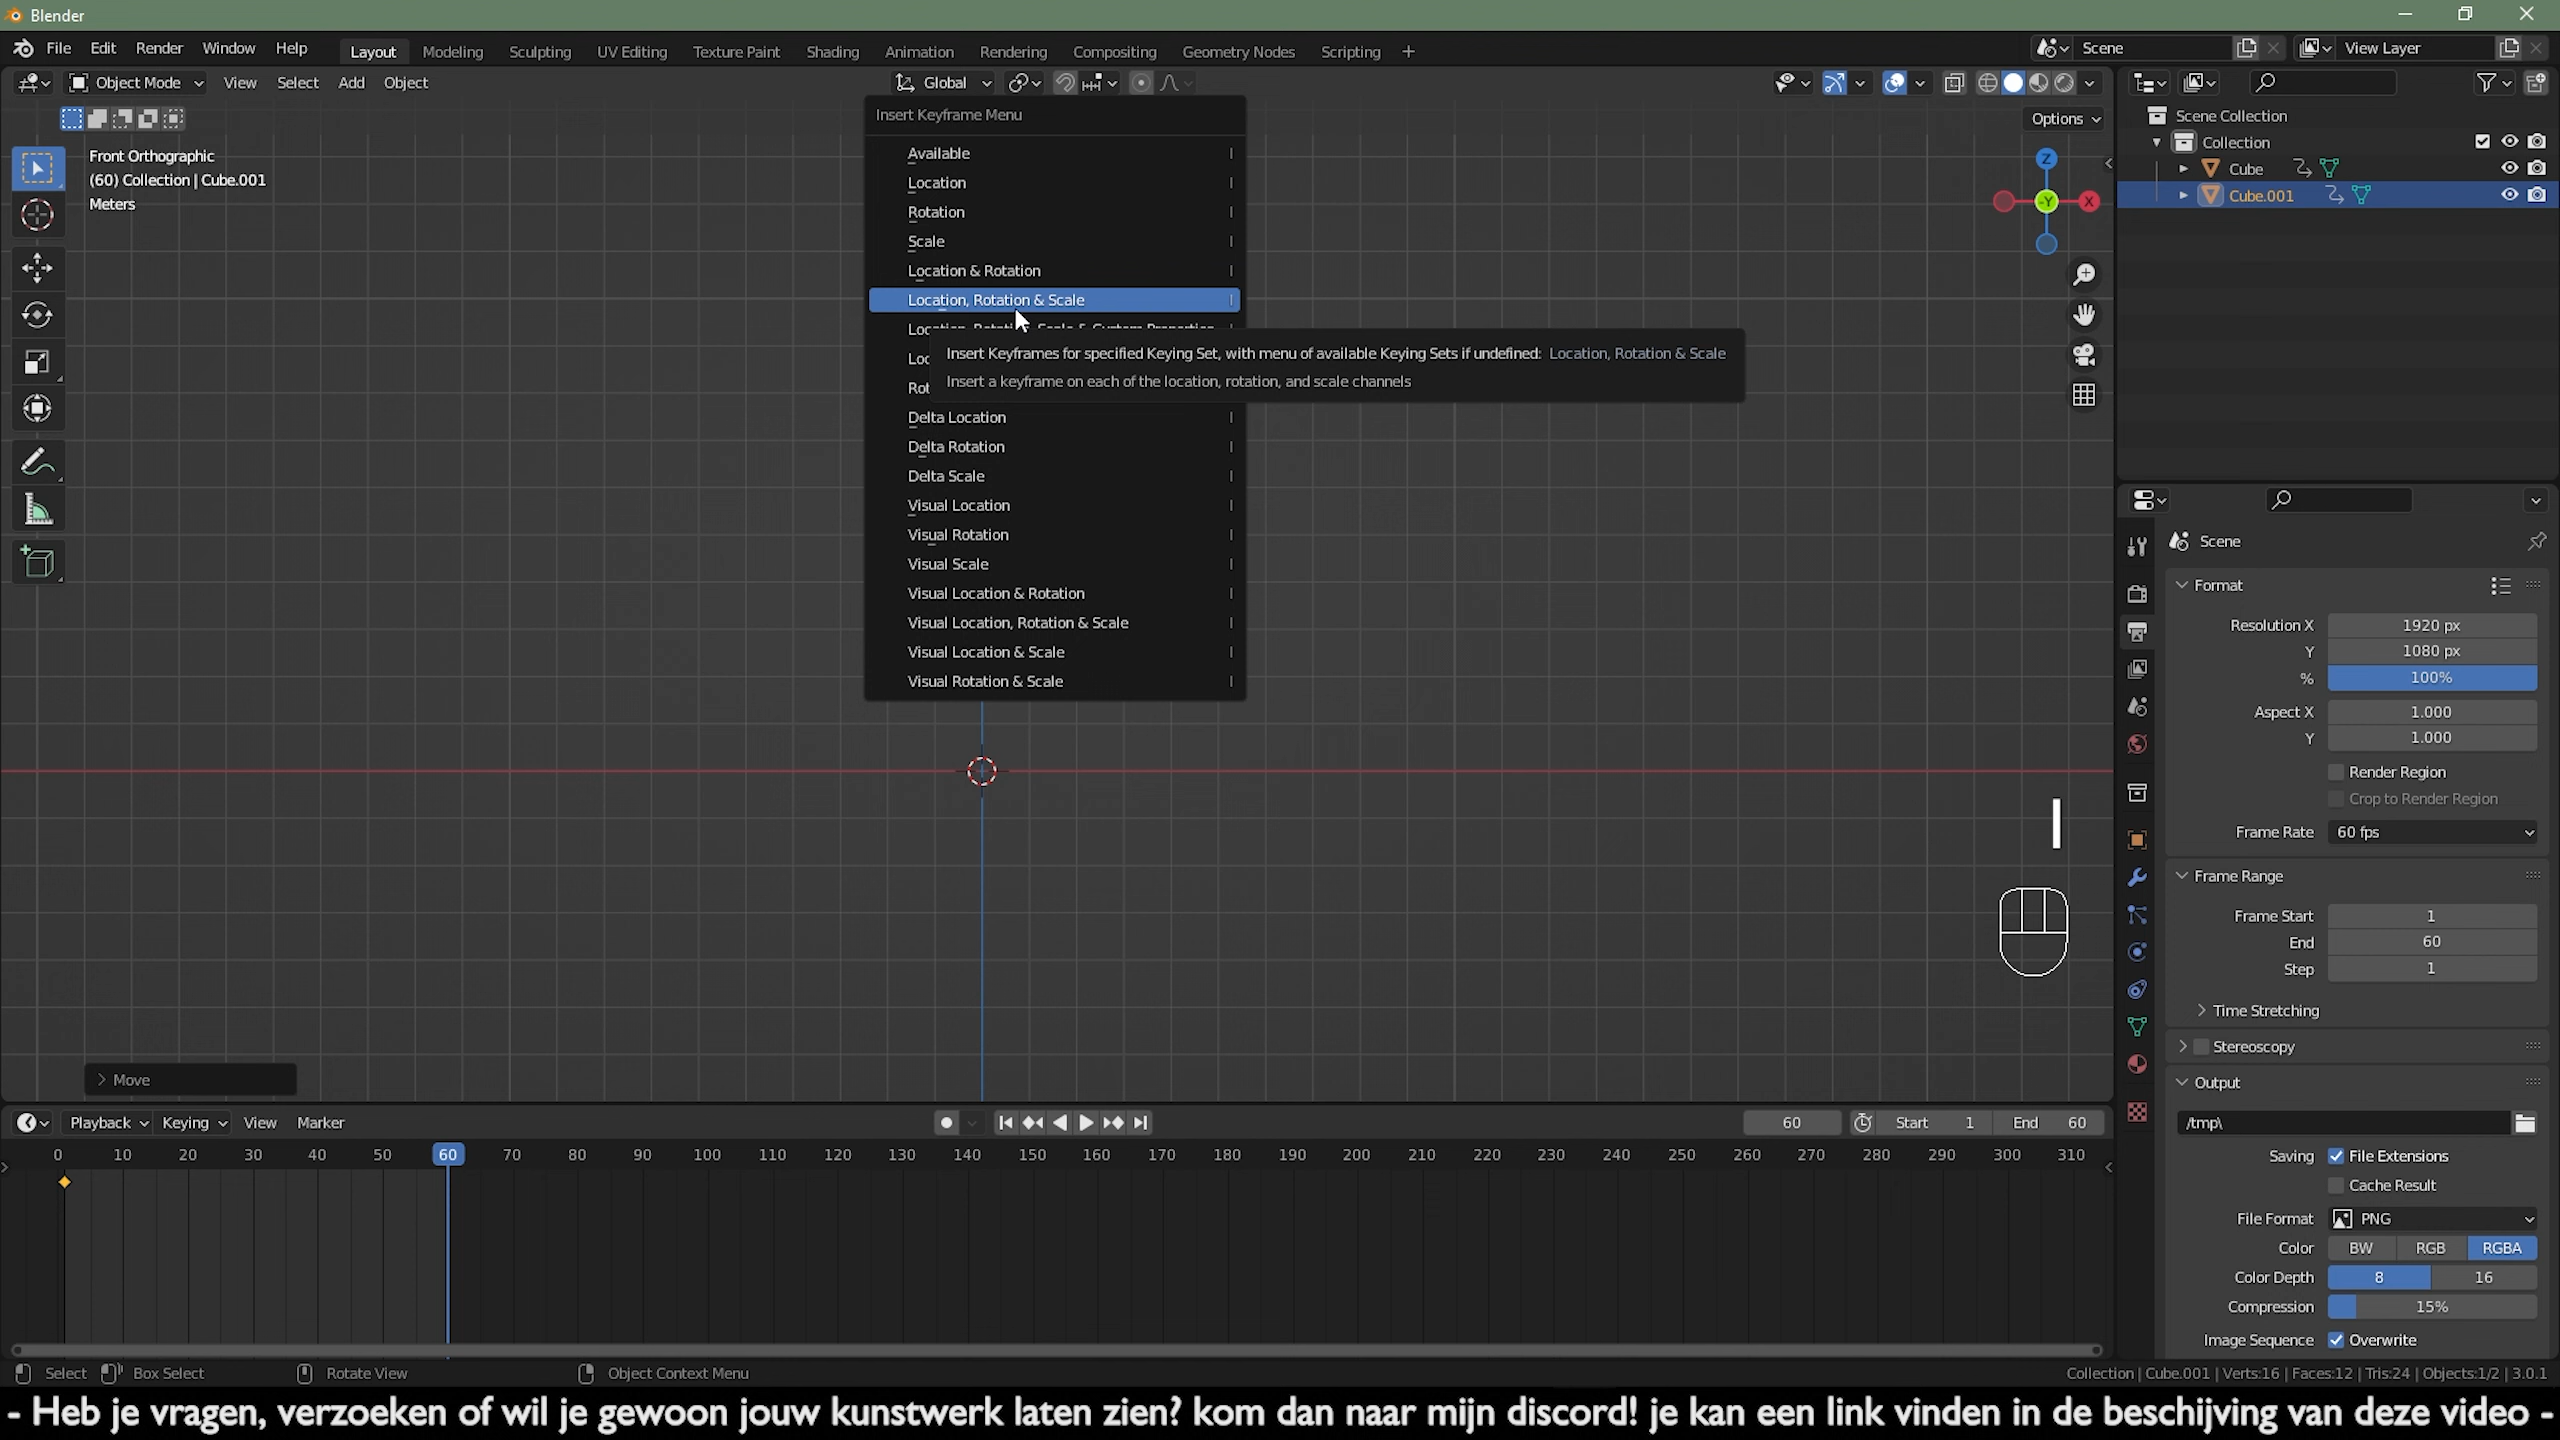 Blender
File Edit Render Window Help Layout Modeling Sculpting UV Editing Texture Paint Shading Animation Rendering Compositing Geometry Nodes Scripting + Scene View Layer
Object Mode View Select Add Object Global
Options
Front Orthographic
(60) Collection | Cube.001
Meters
Insert Keyframe Menu
Available I
Location I
Rotation I
Scale I
Location & Rotation I
Location, Rotation & Scale I
Insert Keyframes for specified Keying Set, with menu of available Keying Sets if undefined: Location, Rotation & Scale
Insert a keyframe on each of the location, rotation, and scale channels
Delta Location I
Delta Rotation I
Delta Scale I
Visual Location I
Visual Rotation I
Visual Scale I
Visual Location & Rotation I
Visual Location, Rotation & Scale I
Visual Location & Scale I
Visual Rotation & Scale I
Z
-Y X
I
Move
Scene Collection
Collection
Cube
Cube.001
Scene
Format
Resolution X 1920 px
Y 1080 px
% 100%
Aspect X 1.000
Y 1.000
Render Region
Crop to Render Region
Frame Rate 60 fps
Frame Range
Frame Start 1
End 60
Step 1
Time Stretching
Stereoscopy
Output
/tmp\
Saving File Extensions
Cache Result
File Format PNG
Color BW RGB RGBA
Color Depth 8 16
Compression 15%
Image Sequence Overwrite
Playback Keying View Marker 60 Start 1 End 60
0 10 20 30 40 50 60 70 80 90 100 110 120 130 140 150 160 170 180 190 200 210 220 230 240 250 260 270 280 290 300 310
Select Box Select Rotate View Object Context Menu Collection | Cube.001 | Verts:16 | Faces:12 | Tris:24 | Objects:1/2 | 3.0.1
- Heb je vragen, verzoeken of wil je gewoon jouw kunstwerk laten zien? kom dan naar mijn discord! je kan een link vinden in de beschijving van deze video -